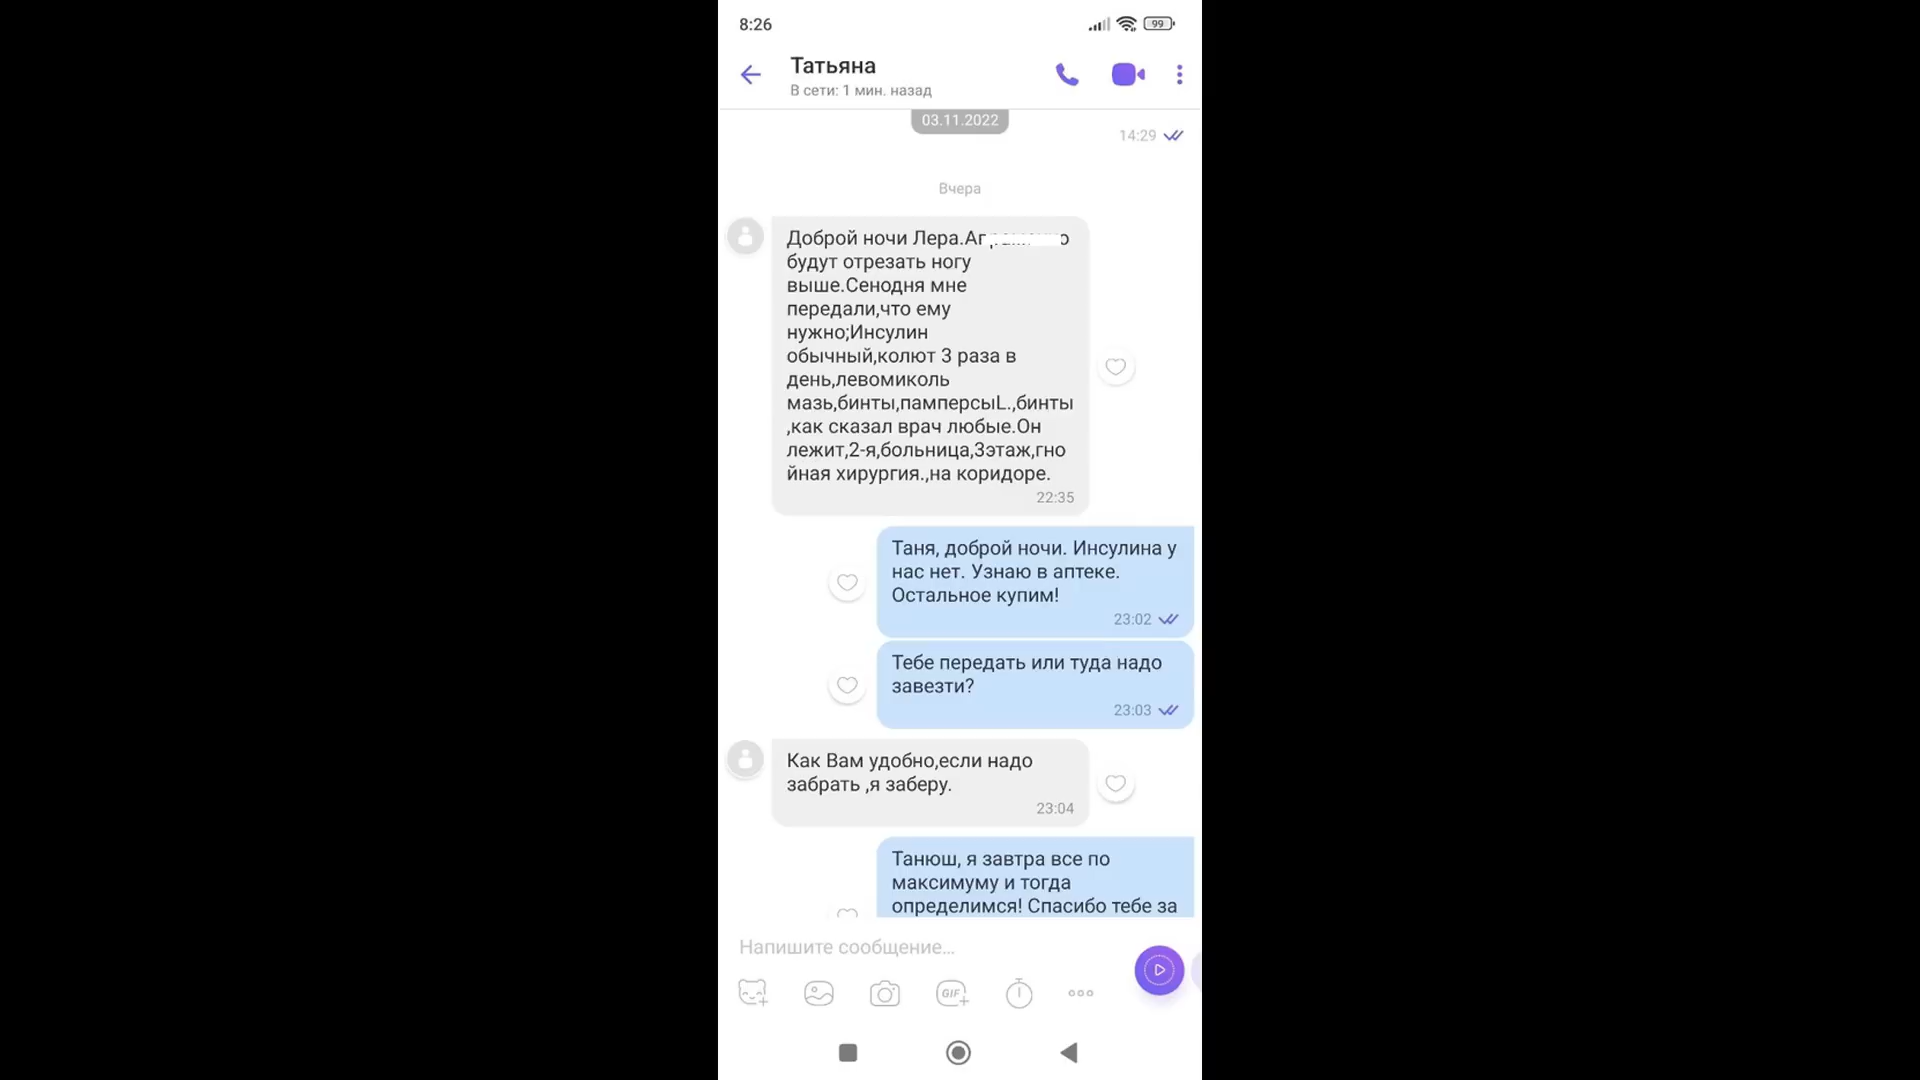 8:26
99
Татьяна
В сети: 1 мин. назад
03.11.2022
14:29
Вчера
Доброй ночи Лера.
будут отрезать ногу
выше.Сенодня мне
передали,что ему
нужно;Инсулин
обычный,колют 3 раза в
день,левомиколь
мазь,бинты,памперсыL.,бинты
,как сказал врач любые.Он
лежит,2-я,больница,3этаж,гно
йная хирургия.,на коридоре.
22:35
Таня, доброй ночи. Инсулина у
нас нет. Узнаю в аптеке.
Остальное купим!
23:02
Тебе передать или туда надо
завезти?
23:03
Как Вам удобно,если надо
забрать ,я заберу.
23:04
Танюш, я завтра все по
максимуму и тогда
определимся! Спасибо тебе за
Напишите сообщение...
GIF